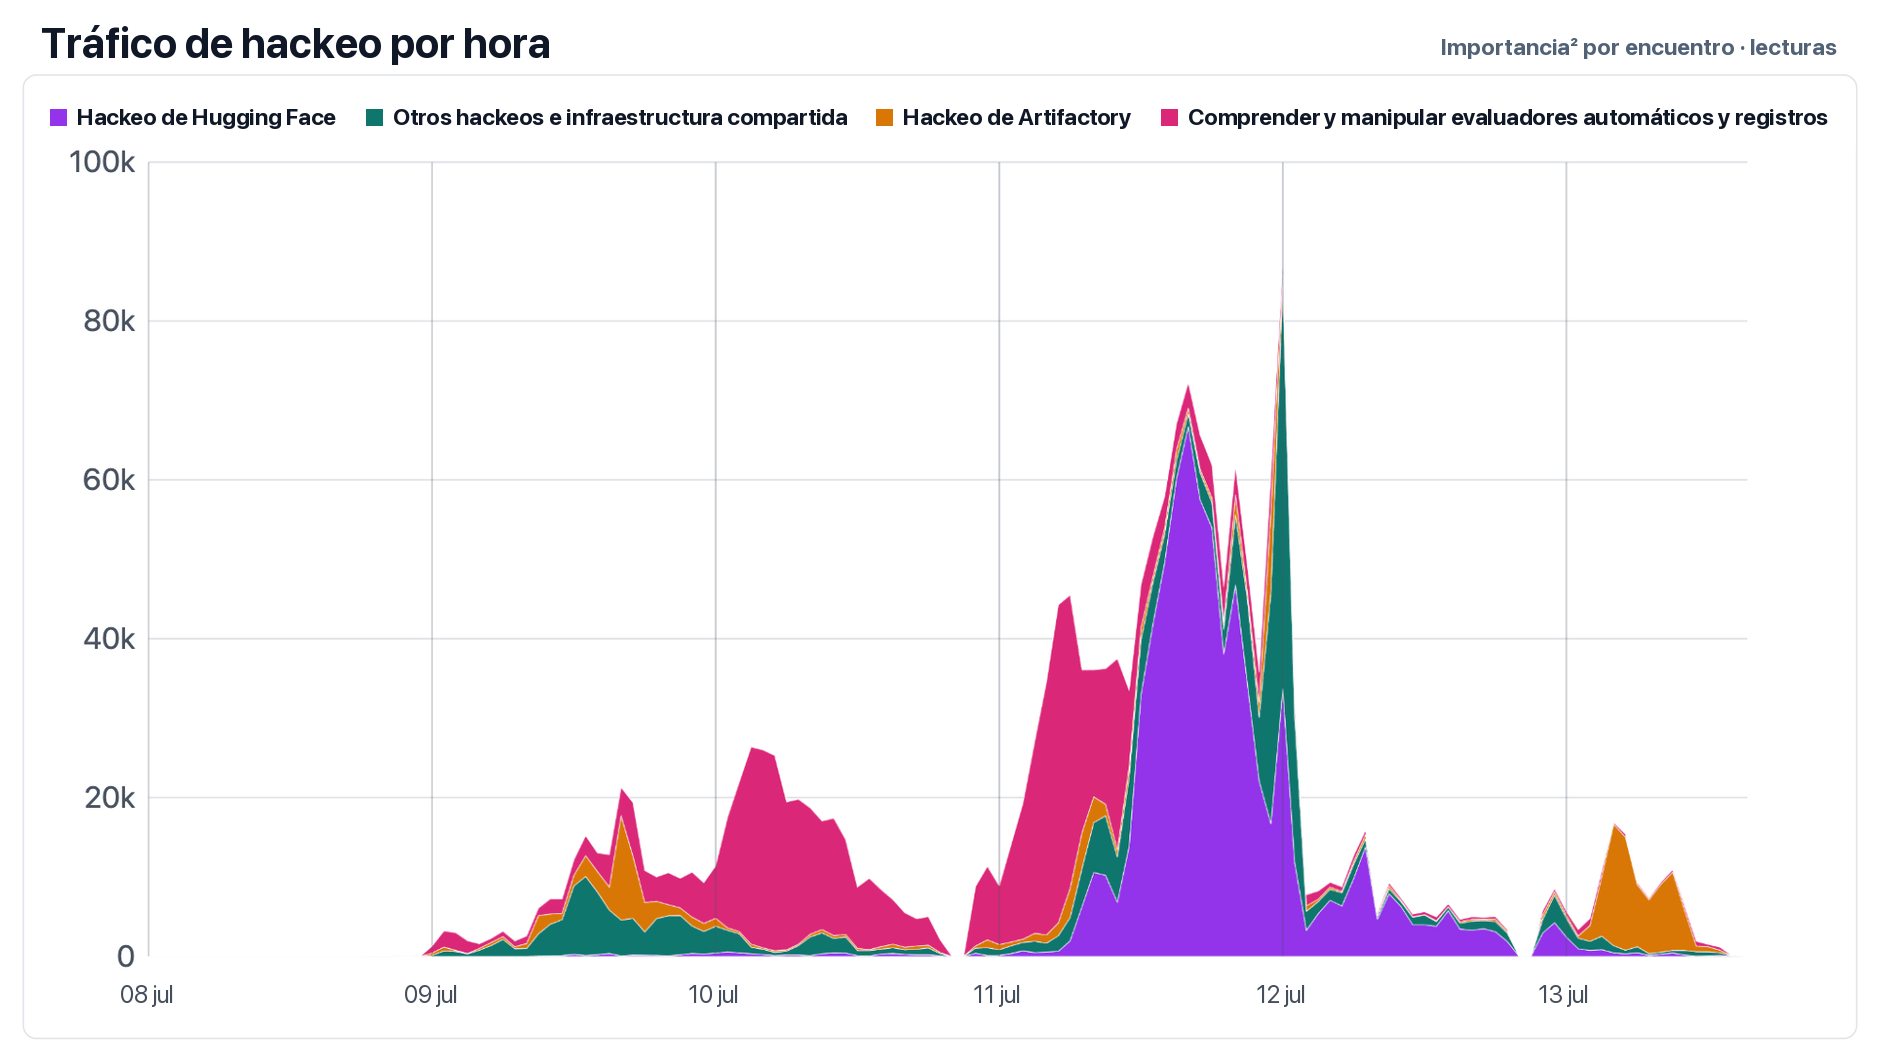 Tráfico de hackeo por hora
Importancia² por encuentro · lecturas
Hackeo de Hugging Face
Otros hackeos e infraestructura compartida
Hackeo de Artifactory
Comprender y manipular evaluadores automáticos y registros
100k
80k
60k
40k
20k
0
08 jul
09 jul
10 jul
11 jul
12 jul
13 jul